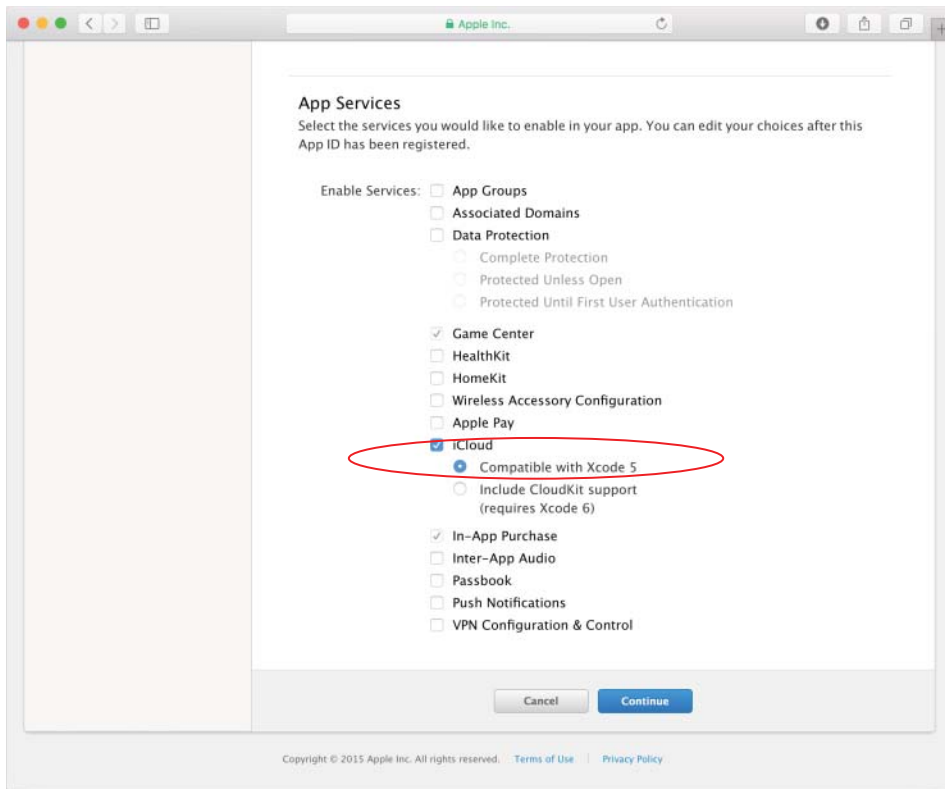 Apple Inc.
App Services
Select the services you would like to enable in your app. You can edit your choices after this
App ID has been registered.
Enable Services: App Groups
Associated Domains
Data Protection
Complete Protection
Protected Unless Open
Protected Until First User Authentication
Game Center
HealthKit
HomeKit
Wireless Accessory Configuration
Apple Pay
iCloud
Compatible with Xcode 5
Include CloudKit support
(requires Xcode 6)
In-App Purchase
Inter-App Audio
Passbook
Push Notifications
VPN Configuration & Control
Cancel Continue
Copyright © 2015 Apple Inc. All rights reserved. Terms of Use | Privacy Policy